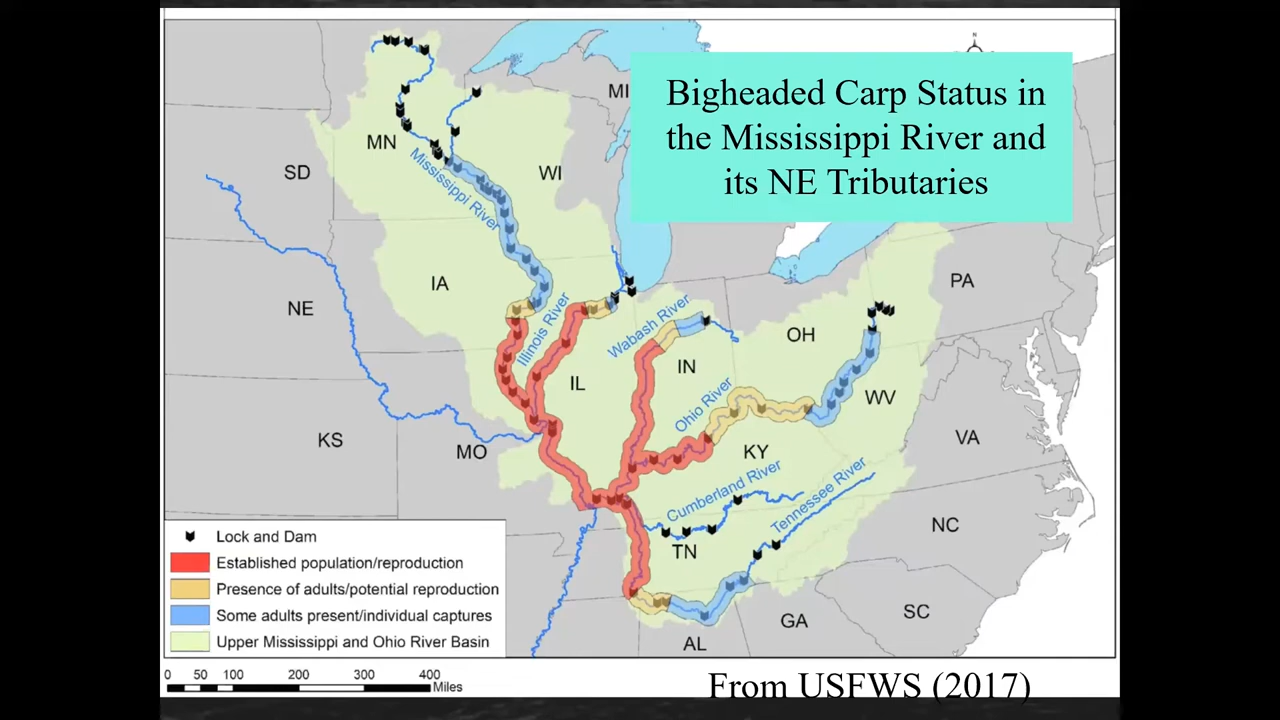 Bigheaded Carp Status in
the Mississippi River and
its NE Tributaries
N
MI
MN
SD
WI
Mississippi River
IA
PA
NE
Illinois River
Wabash River
OH
IN
IL
Ohio River
WV
KS
MO
KY
VA
Cumberland River
Tennessee River
NC
TN
SC
GA
AL
Lock and Dam
Established population/reproduction
Presence of adults/potential reproduction
Some adults present/individual captures
Upper Mississippi and Ohio River Basin
0 50 100 200 300 400
Miles
From USFWS (2017)